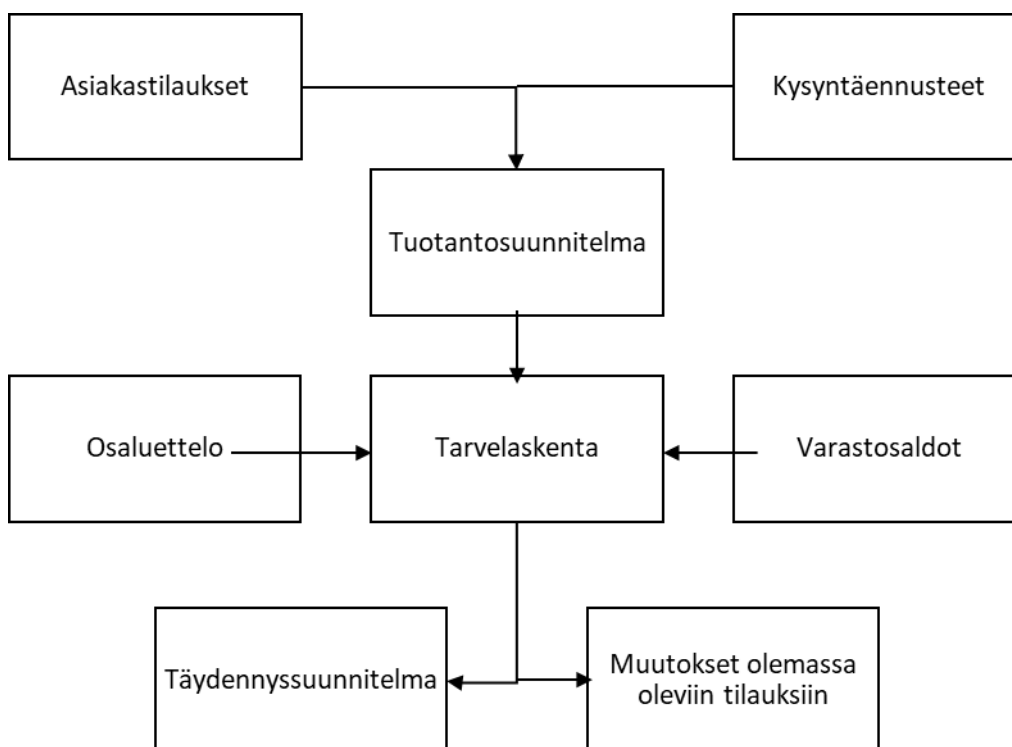 Asiakastilaukset
Kysyntäennusteet
Tuotantosuunnitelma
Osaluettelo
Tarvelaskenta
Varastosaldot
Täydennyssuunnitelma
Muutokset olemassa
oleviin tilauksiin